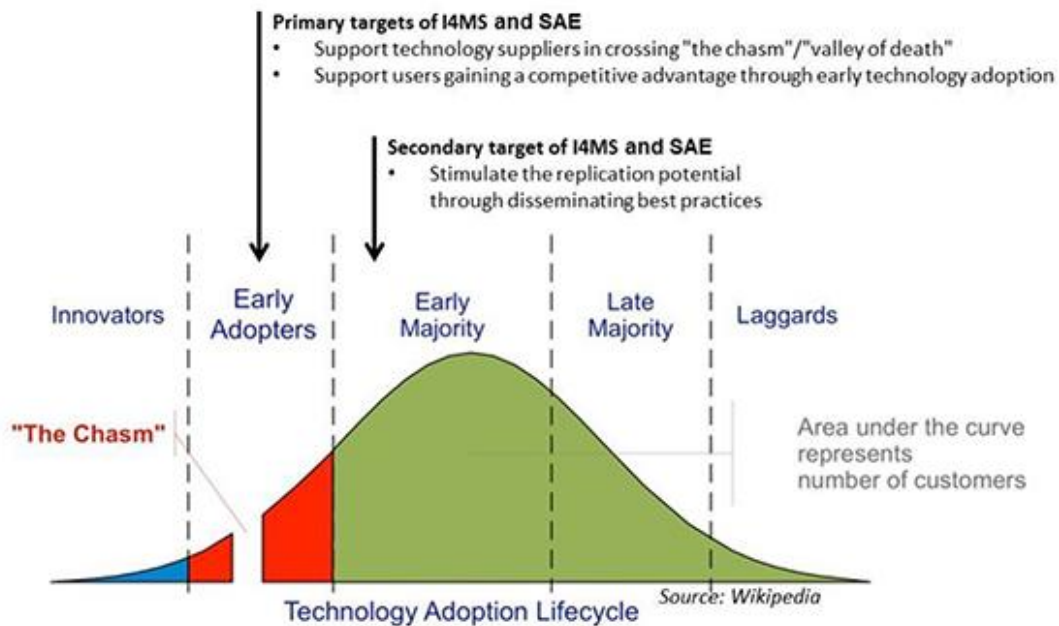 Primary targets of I4MS and SAE
• Support technology suppliers in crossing "the chasm"/"valley of death"
• Support users gaining a competitive advantage through early technology adoption
Secondary target of I4MS and SAE
• Stimulate the replication potential
through disseminating best practices
Innovators
Early
Adopters
Early
Majority
Late
Majority
Laggards
"The Chasm"
Area under the curve
represents
number of customers
Source: Wikipedia
Technology Adoption Lifecycle